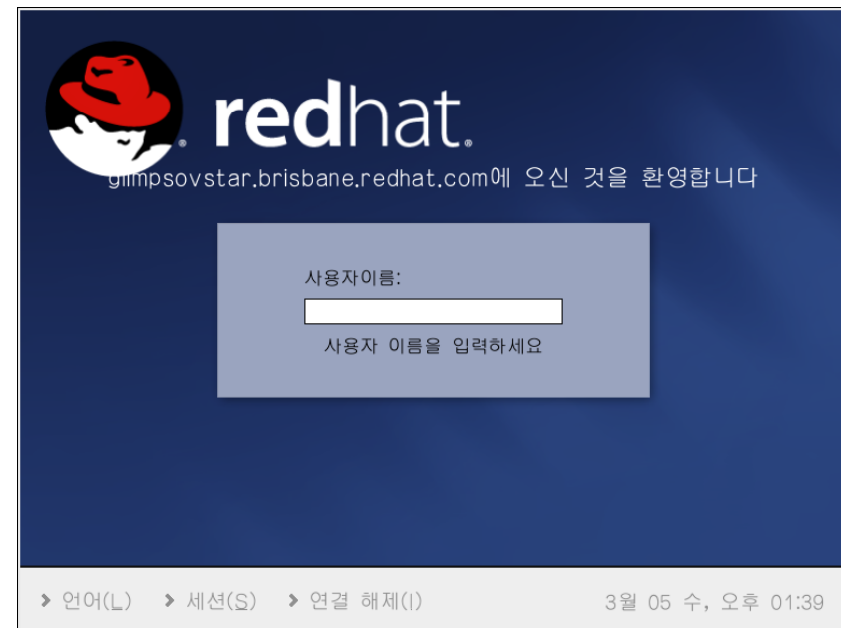 redhat.
glimpsovstar.brisbane.redhat.com에 오신 것을 환영합니다
사용자이름:
사용자 이름을 입력하세요
언어(L) 세션(S) 연결 해제(I) 3월 05 수, 오후 01:39